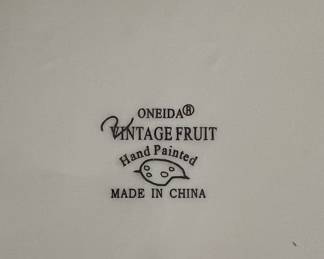 ONEIDA®
VINTAGE FRUIT
Hand Painted
MADE IN CHINA